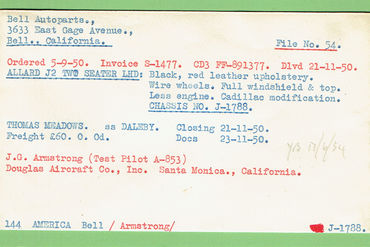 Bell Autoparts.,
3633 East Gage Avenue.,
Bell., California. File No. 54.
Ordered 5-9-50. Invoice S-1477. CD3 FF-891377. Dlvd 21-11-50.
ALLARD J2 TWO SEATER LHD: Black, red leather upholstery.
Wire wheels. Full windshield & top.
Less engine. Cadillac modification.
CHASSIS NO. J-1788.
THOMAS MEADOWS. ss DALEBY. Closing 21-11-50.
Freight £60. 0. 0d. Docs 23-11-50.
J.G. Armstrong (Test Pilot A-853)
Douglas Aircraft Co., Inc. Santa Monica., California.
144 AMERICA Bell / Armstrong/ J-1788.